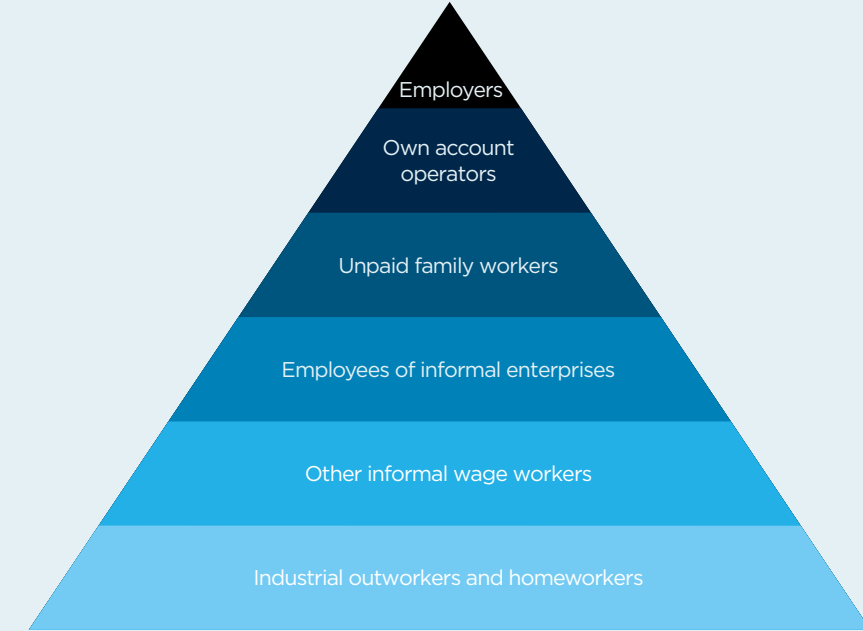 Employers
Own account
operators
Unpaid family workers
Employees of informal enterprises
Other informal wage workers
Industrial outworkers and homeworkers